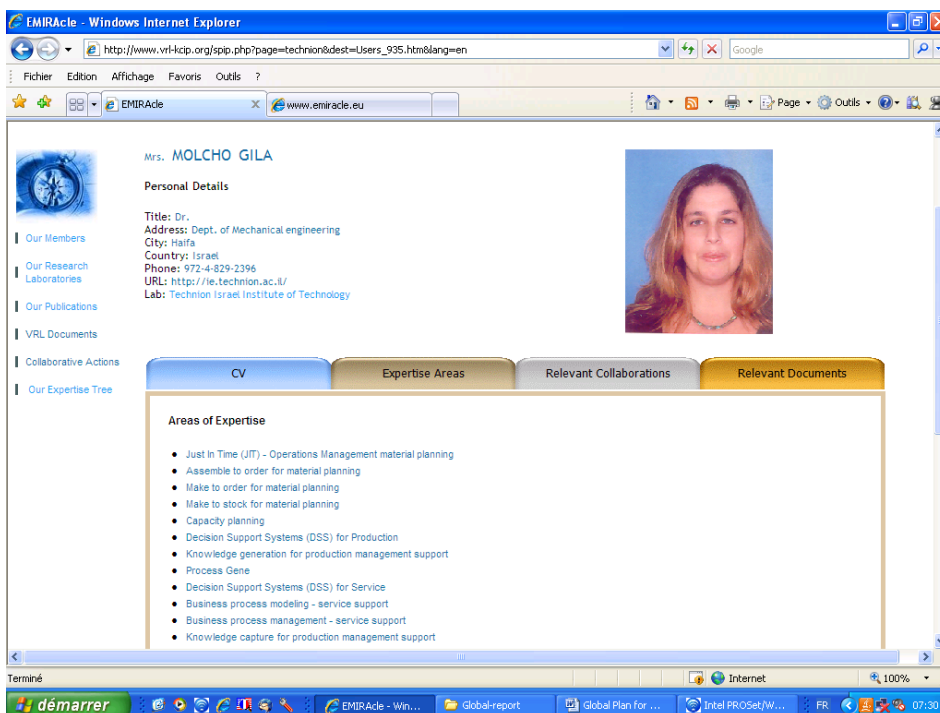 EMIRAcle - Windows Internet Explorer
http://www.vrl-kcip.org/spip.php?page=technion&dest=Users_935.htm&lang=en
Google
Fichier Edition Affichage Favoris Outils ?
EMIRAcle
www.emiracle.eu
Page
Outils
Mrs. MOLCHO GILA
Personal Details
Title: Dr.
Address: Dept. of Mechanical engineering
City: Haifa
Country: Israel
Phone: 972-4-829-2396
URL: http://ie.technion.ac.il/
Lab: Technion Israel Institute of Technology
Our Members
Our Research
Laboratories
Our Publications
VRL Documents
Collaborative Actions
Our Expertise Tree
CV
Expertise Areas
Relevant Collaborations
Relevant Documents
Areas of Expertise
Just In Time (JIT) - Operations Management material planning
Assemble to order for material planning
Make to order for material planning
Make to stock for material planning
Capacity planning
Decision Support Systems (DSS) for Production
Knowledge generation for production management support
Process Gene
Decision Support Systems (DSS) for Service
Business process modeling - service support
Business process management - service support
Knowledge capture for production management support
Terminé
Internet
100%
démarrer
EMIRAcle - Win...
Global-report
Global Plan for ...
Intel PROSet/W...
FR
07:30